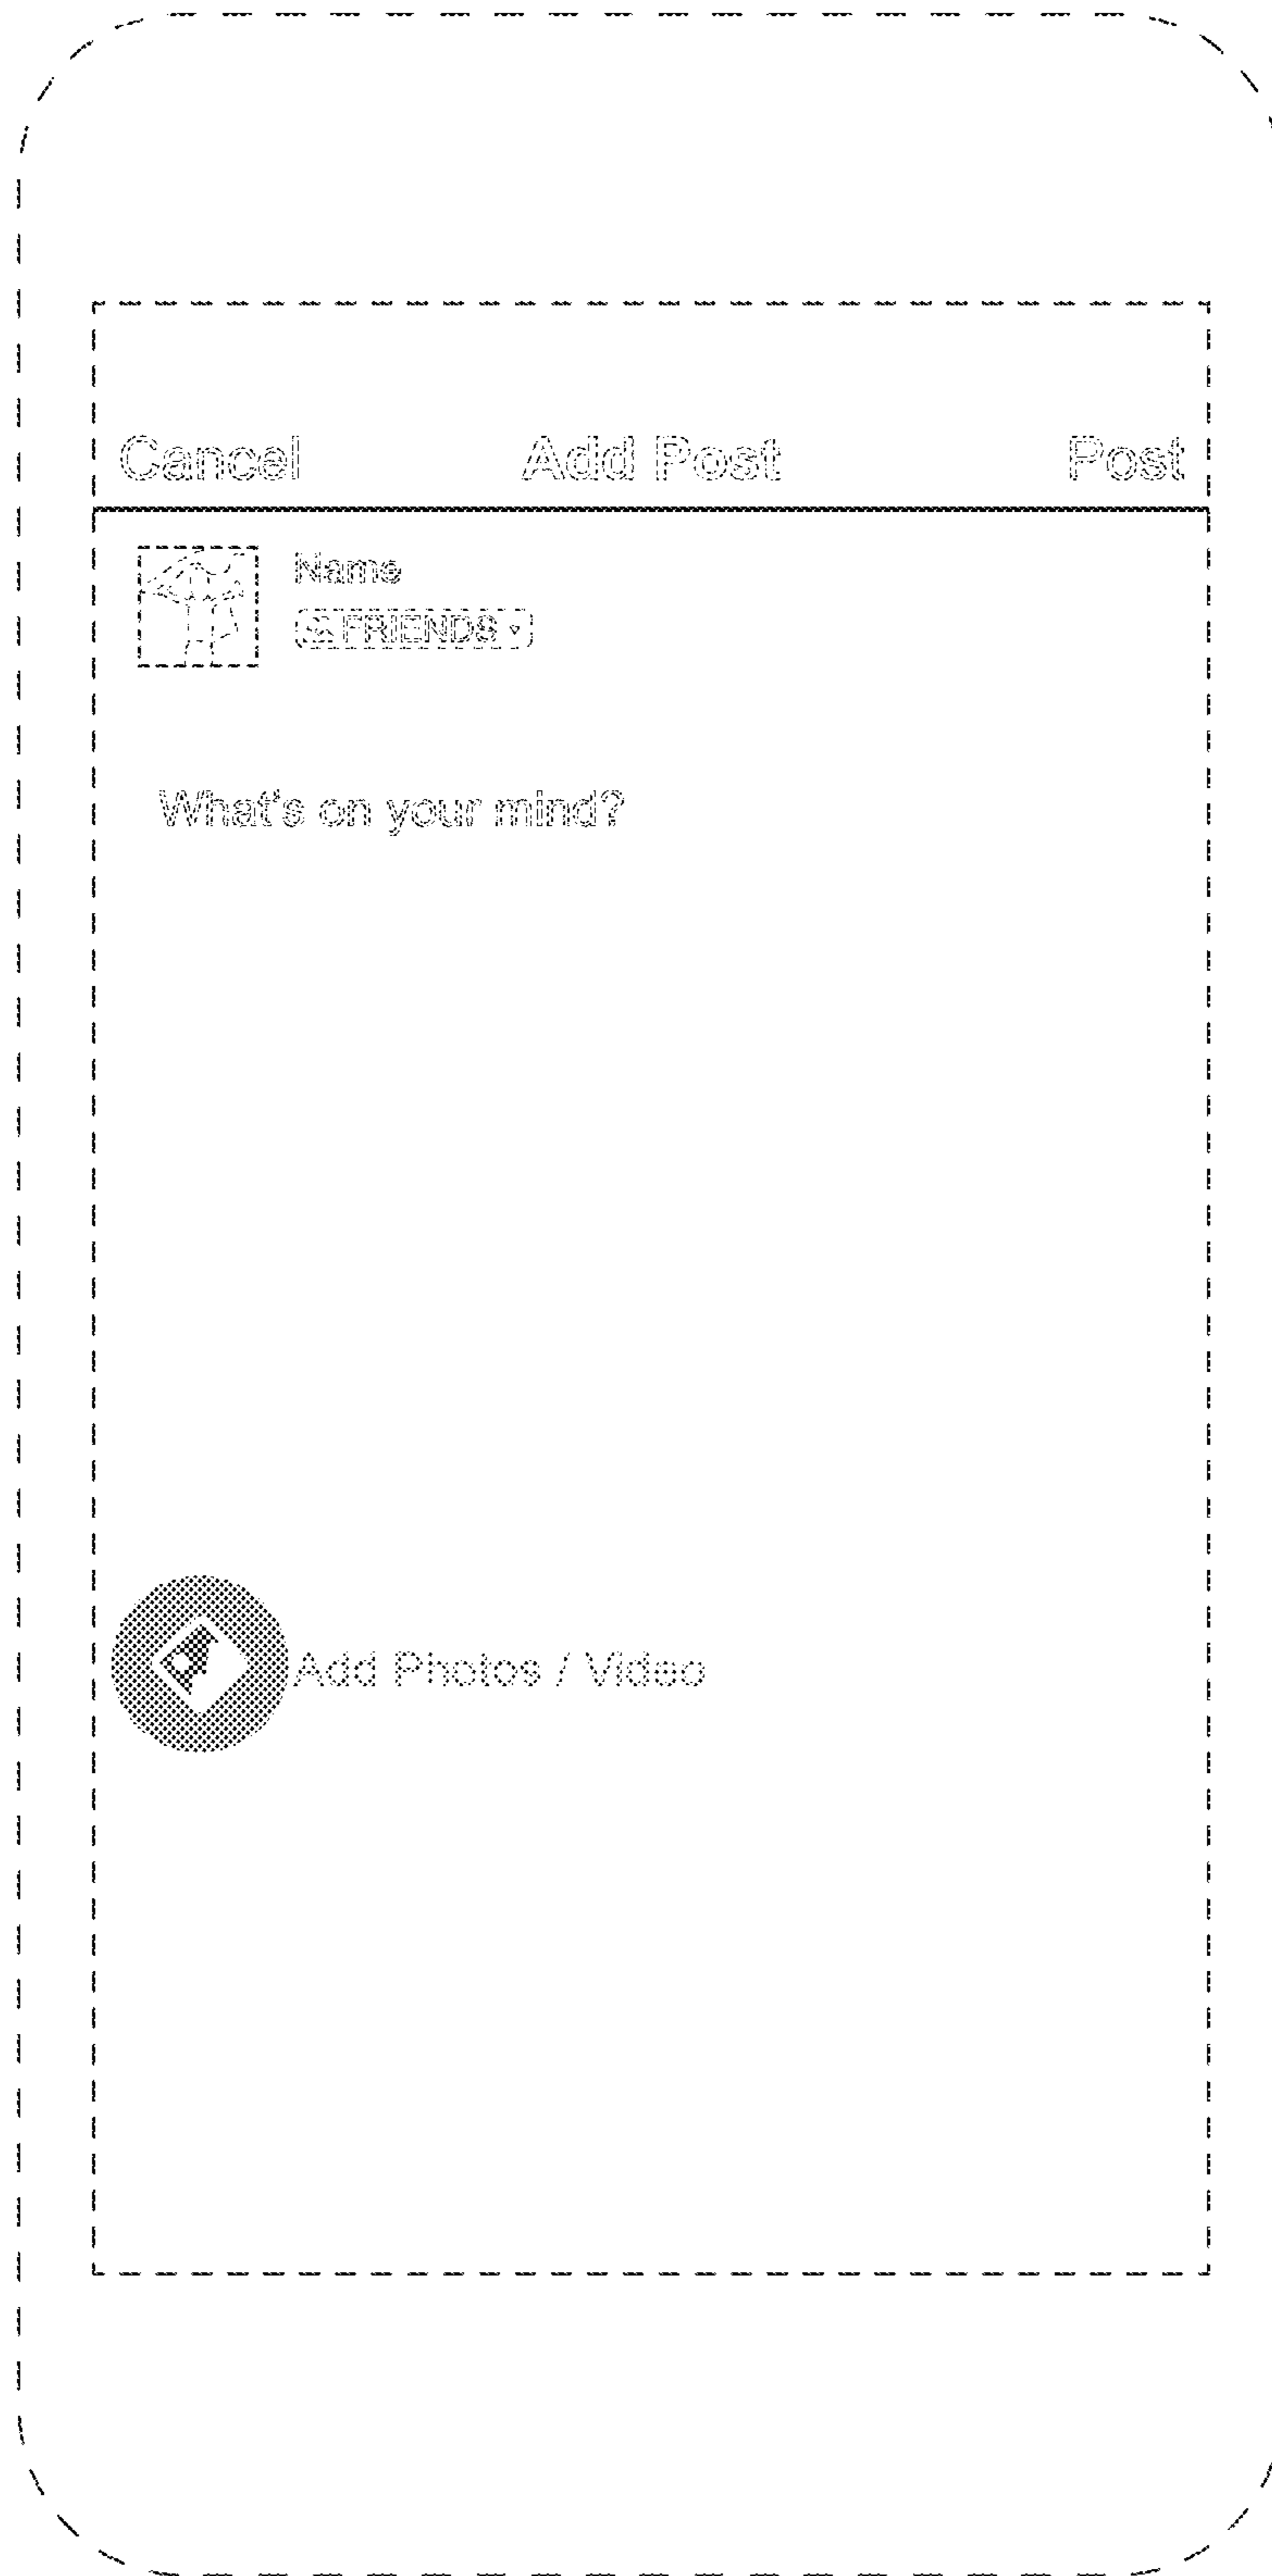 Cancel Add Post Post
Name
FRIENDS
What's on your mind?
Add Photos / Video